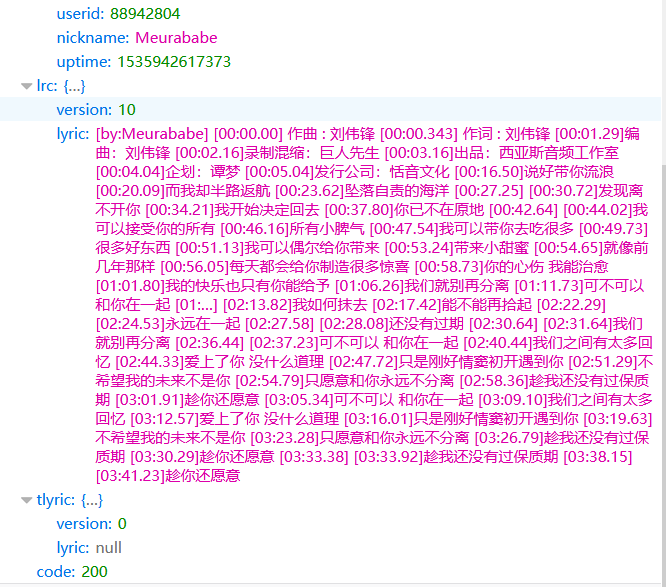 userid: 88942804
nickname: Meurababe
uptime: 1535942617373
lrc: {...}
version: 10
lyric: [by:Meurababe] [00:00.00] 作曲 : 刘伟锋 [00:00.343] 作词 : 刘伟锋 [00:01.29]编
曲：刘伟锋 [00:02.16]录制混缩：巨人先生 [00:03.16]出品：西亚斯音频工作室
[00:04.04]企划：谭梦 [00:05.04]发行公司：恬音文化 [00:16.50]说好带你流浪
[00:20.09]而我却半路返航 [00:23.62]坠落自责的海洋 [00:27.25] [00:30.72]发现离
不开你 [00:34.21]我开始决定回去 [00:37.80]你已不在原地 [00:42.64] [00:44.02]我
可以接受你的所有 [00:46.16]所有小脾气 [00:47.54]我可以带你去吃很多 [00:49.73]
很多好东西 [00:51.13]我可以偶尔给你带来 [00:53.24]带来小甜蜜 [00:54.65]就像前
几年那样 [00:56.05]每天都会给你制造很多惊喜 [00:58.73]你的心伤 我能治愈
[01:01.80]我的快乐也只有你能给予 [01:06.26]我们就别再分离 [01:11.73]可不可以
和你在一起 [01:...] [02:13.82]我如何抹去 [02:17.42]能不能再拾起 [02:22.29]
[02:24.53]永远在一起 [02:27.58] [02:28.08]还没有过期 [02:30.64] [02:31.64]我们
就别再分离 [02:36.44] [02:37.23]可不可以 和你在一起 [02:40.44]我们之间有太多回
忆 [02:44.33]爱上了你 没什么道理 [02:47.72]只是刚好情窦初开遇到你 [02:51.29]不
希望我的未来不是你 [02:54.79]只愿意和你永远不分离 [02:58.36]趁我还没有过保质
期 [03:01.91]趁你还愿意 [03:05.34]可不可以 和你在一起 [03:09.10]我们之间有太多
回忆 [03:12.57]爱上了你 没什么道理 [03:16.01]只是刚好情窦初开遇到你 [03:19.63]
不希望我的未来不是你 [03:23.28]只愿意和你永远不分离 [03:26.79]趁我还没有过保
质期 [03:30.29]趁你还愿意 [03:33.38] [03:33.92]趁我还没有过保质期 [03:38.15]
[03:41.23]趁你还愿意
tlyric: {...}
version: 0
lyric: null
code: 200